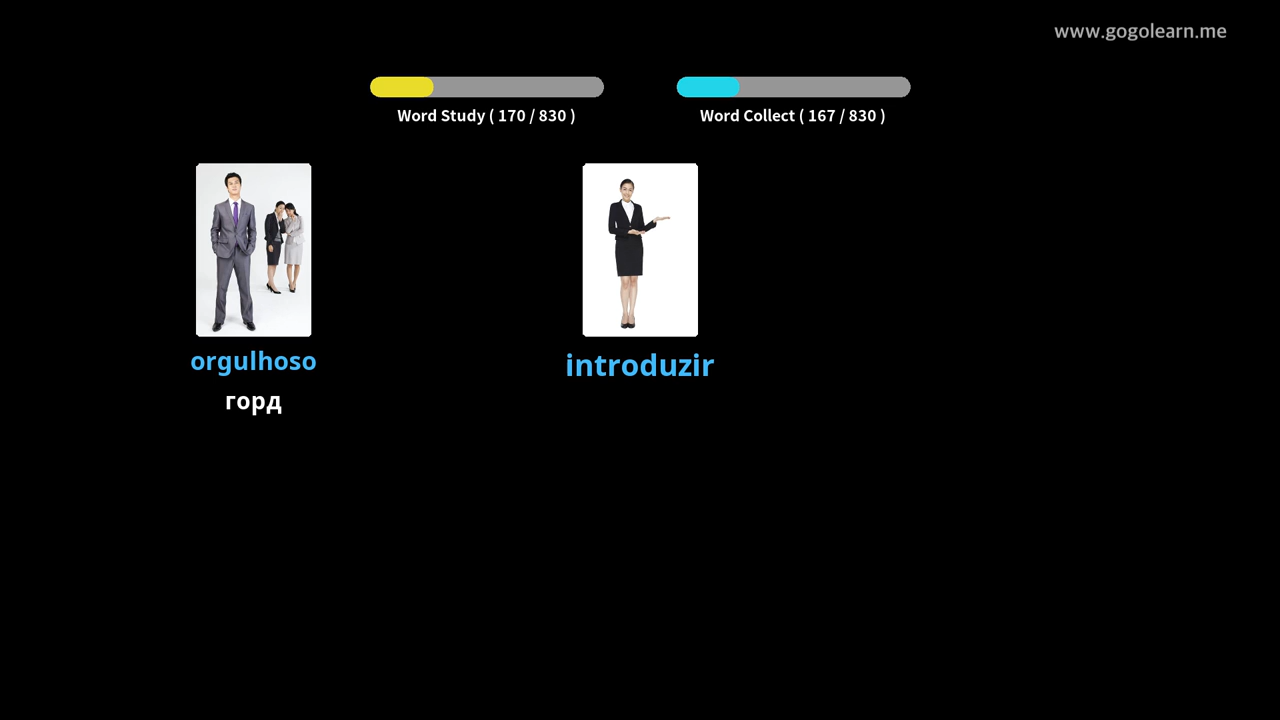 www.gogolearn.me
Word Study ( 170 / 830 )
Word Collect ( 167 / 830 )
orgulhoso
горд
introduzir